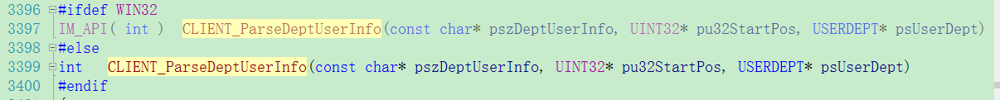 3396 #ifdef WIN32
3397 IM_API( int ) CLIENT_ParseDeptUserInfo(const char* pszDeptUserInfo, UINT32* pu32StartPos, USERDEPT* psUserDept)
3398 #else
3399 int CLIENT_ParseDeptUserInfo(const char* pszDeptUserInfo, UINT32* pu32StartPos, USERDEPT* psUserDept)
3400 #endif